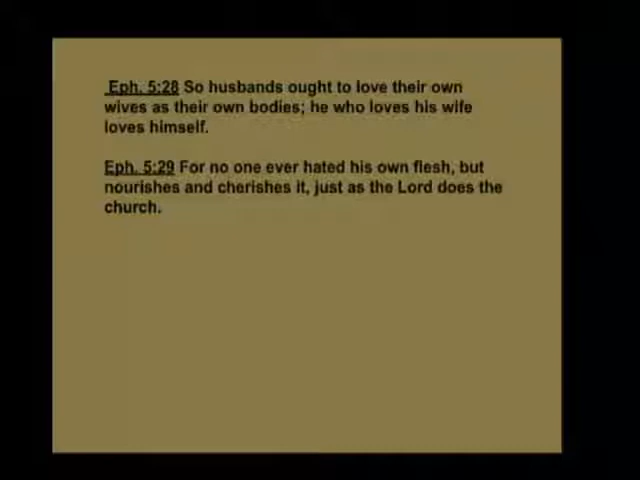 Eph. 5:28 So husbands ought to love their own
wives as their own bodies; he who loves his wife
loves himself.
Eph. 5:29 For no one ever hated his own flesh, but
nourishes and cherishes it, just as the Lord does the
church.